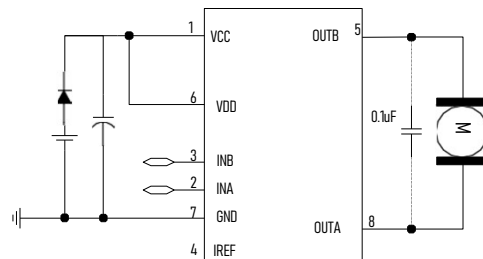 1 VCC OUTB 5
6 VDD
0.1uF M
3 INB
2 INA
7 GND
OUTA 8
4 IREF